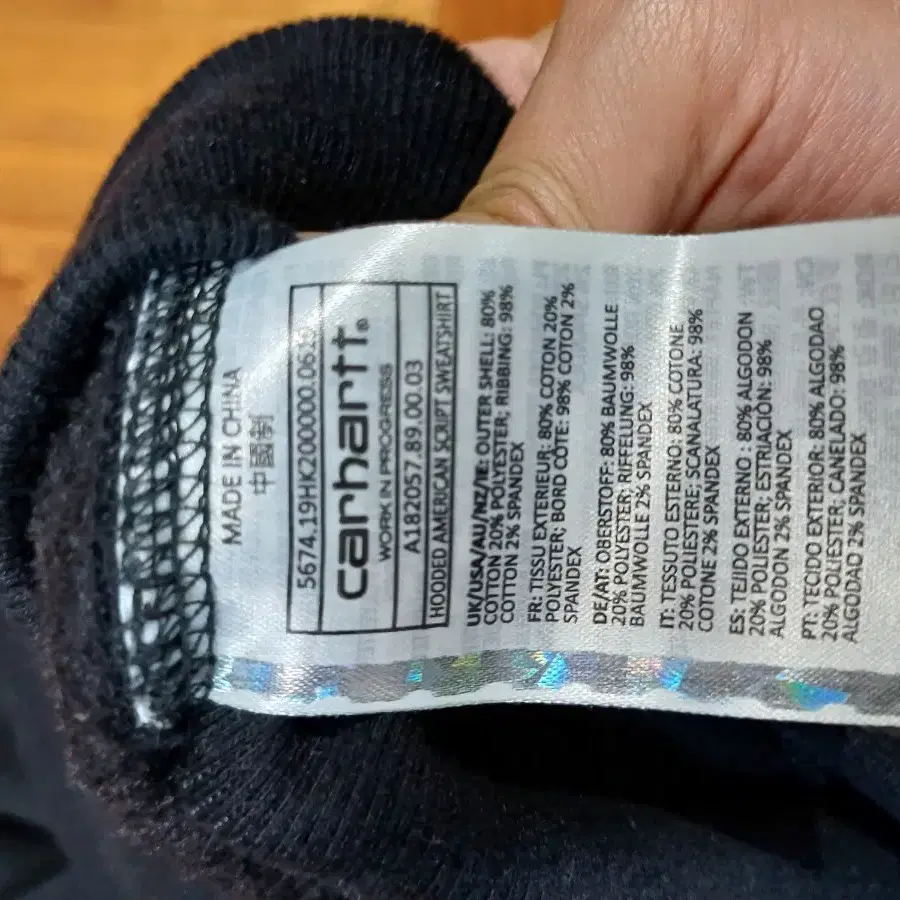 MADE IN CHINA
中國制
5674.19HK200000.0619
carhartt®
WORK IN PROGRESS
A182057.89.00.03
HOODED AMERICAN SCRIPT SWEATSHIRT
UK/USA/AU/NZ/IE: OUTER SHELL: 80%
COTTON 20% POLYESTER; RIBBING: 98%
COTTON 2% SPANDEX
FR: TISSU EXTERIEUR: 80% COTON 20%
POLYESTER; BORD CÔTE: 98% COTON 2%
SPANDEX
DE/AT: OBERSTOFF: 80% BAUMWOLLE
20% POLYESTER; RIFFELUNG: 98%
BAUMWOLLE 2% SPANDEX
IT: TESSUTO ESTERNO: 80% COTONE
20% POLIESTERE; SCANALATURA: 98%
COTONE 2% SPANDEX
ES: TEJIDO EXTERNO : 80% ALGODON
20% POLIÉSTER; ESTRIACIÓN: 98%
ALGODON 2% SPANDEX
PT: TECIDO EXTERIOR: 80% ALGODAO
20% POLIESTER; CANELADO: 98%
ALGODAO 2% SPANDEX